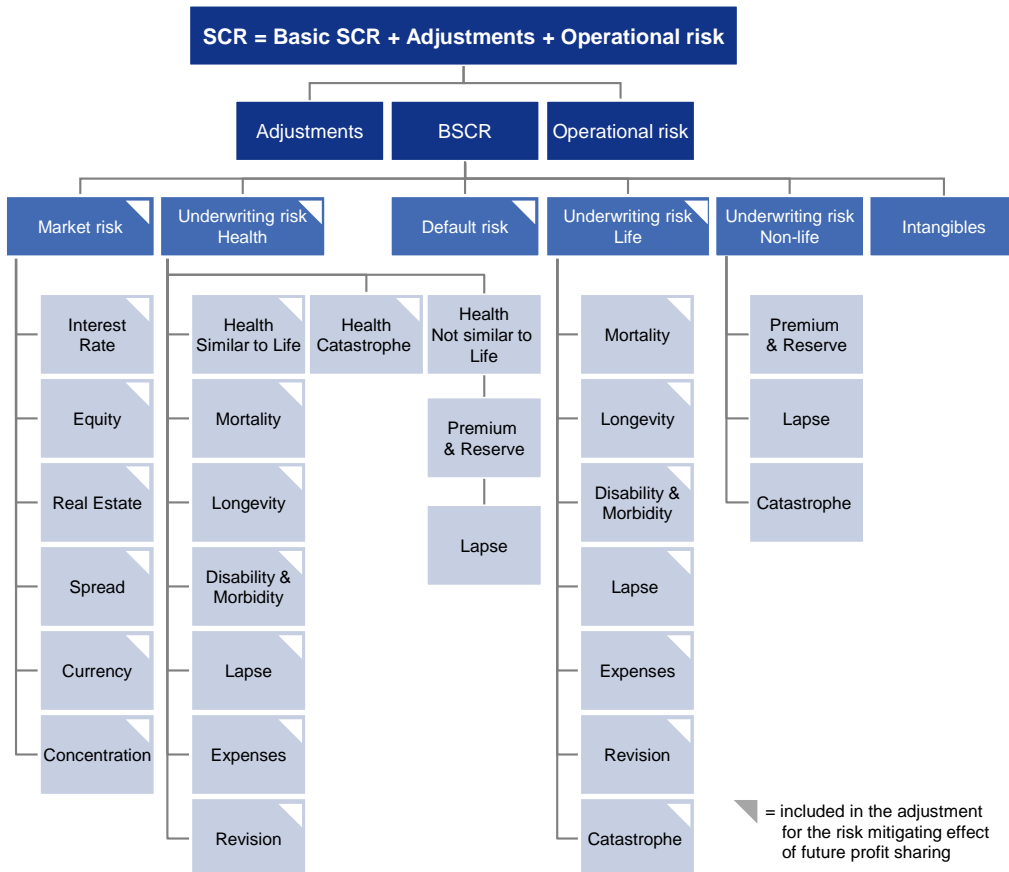 SCR = Basic SCR + Adjustments + Operational risk
Adjustments
BSCR
Operational risk
Market risk
Underwriting risk
Health
Default risk
Underwriting risk
Life
Underwriting risk
Non-life
Intangibles
Interest
Rate
Equity
Real Estate
Spread
Currency
Concentration
Health
Similar to Life
Mortality
Longevity
Disability &
Morbidity
Lapse
Expenses
Revision
Health
Catastrophe
Health
Not similar to
Life
Premium
& Reserve
Lapse
Mortality
Longevity
Disability &
Morbidity
Lapse
Expenses
Revision
Catastrophe
Premium
& Reserve
Lapse
Catastrophe
= included in the adjustment
for the risk mitigating effect
of future profit sharing